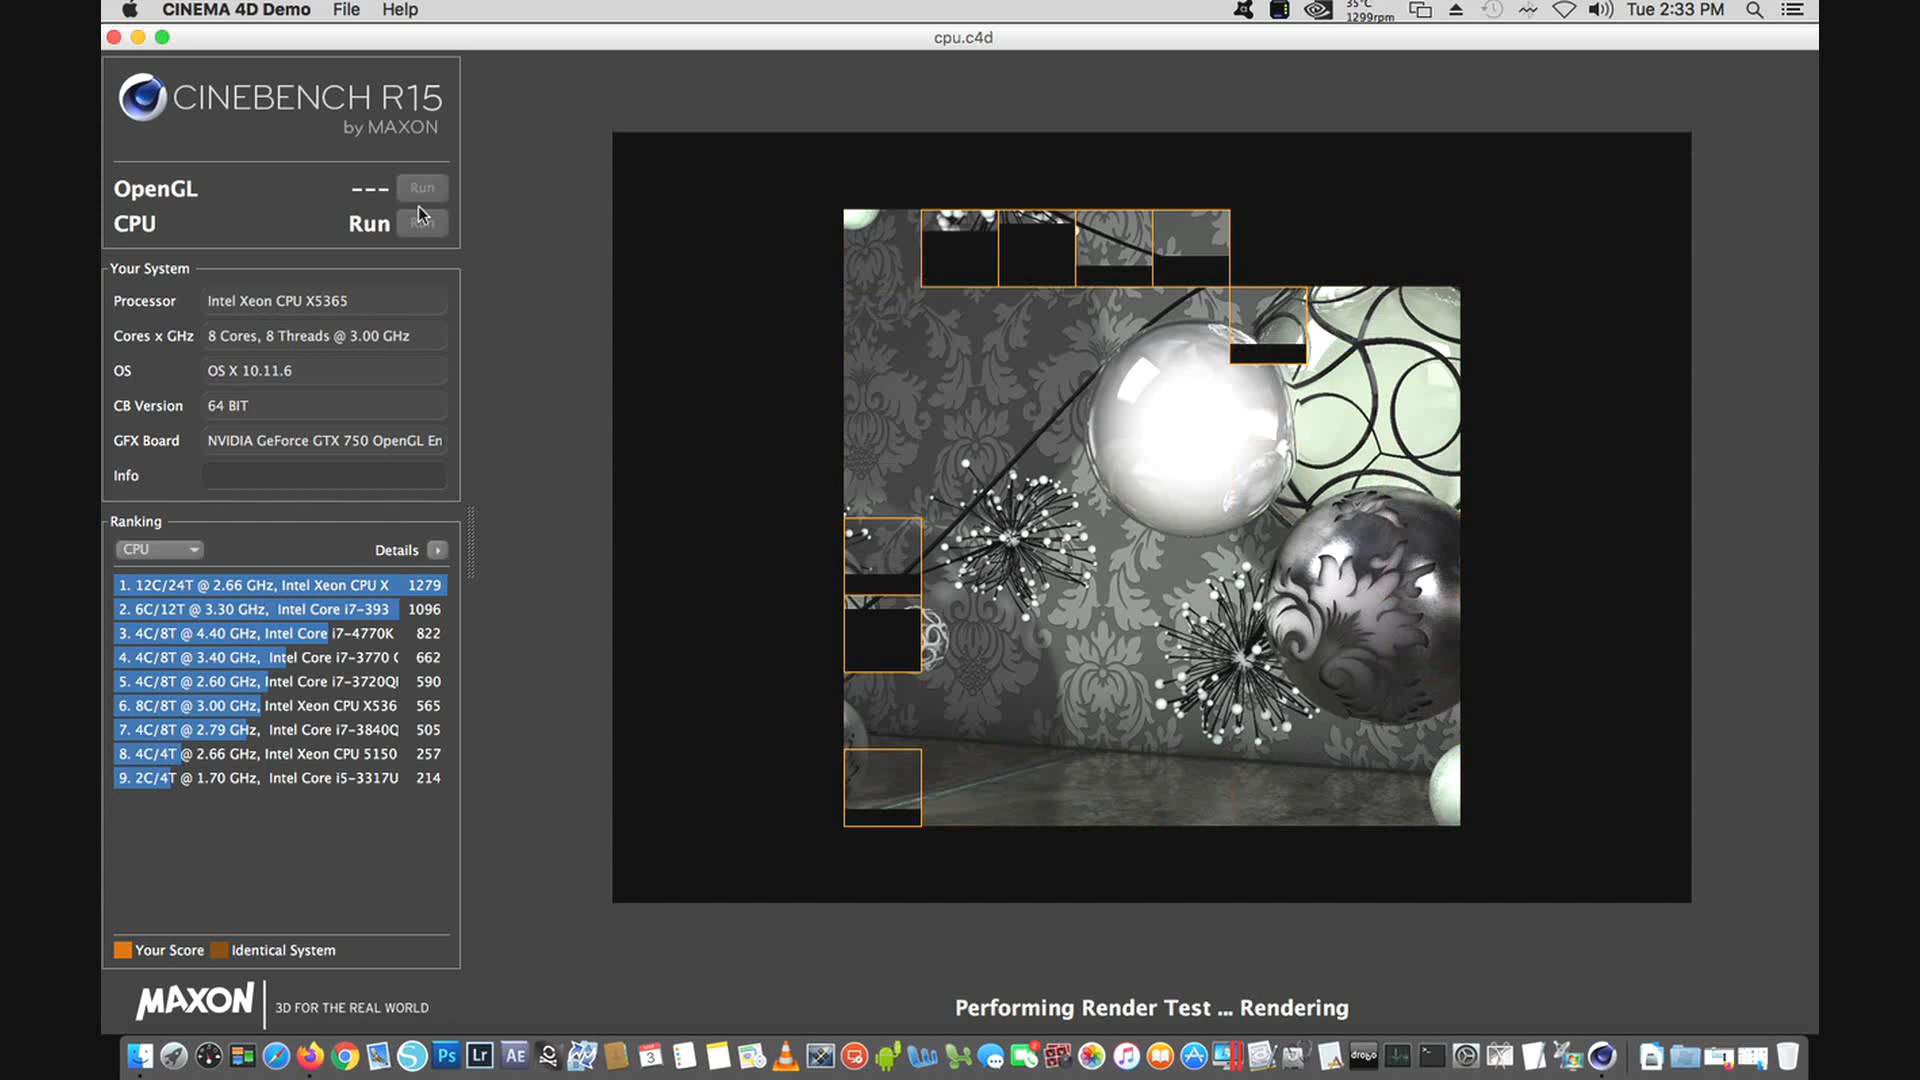 CINEMA 4D Demo File Help
35°C
1299rpm
Tue 2:33 PM
cpu.c4d
CINEBENCH R15
by MAXON
OpenGL --- Run
CPU Run
Your System
Processor Intel Xeon CPU X5365
Cores x GHz 8 Cores, 8 Threads @ 3.00 GHz
OS OS X 10.11.6
CB Version 64 BIT
GFX Board NVIDIA GeForce GTX 750 OpenGL En
Info
Ranking
CPU Details
1. 12C/24T @ 2.66 GHz, Intel Xeon CPU X 1279
2. 6C/12T @ 3.30 GHz, Intel Core i7-393 1096
3. 4C/8T @ 4.40 GHz, Intel Core i7-4770K 822
4. 4C/8T @ 3.40 GHz, Intel Core i7-3770 ( 662
5. 4C/8T @ 2.60 GHz, Intel Core i7-3720QI 590
6. 8C/8T @ 3.00 GHz, Intel Xeon CPU X536 565
7. 4C/8T @ 2.79 GHz, Intel Core i7-3840Q 505
8. 4C/4T @ 2.66 GHz, Intel Xeon CPU 5150 257
9. 2C/4T @ 1.70 GHz, Intel Core i5-3317U 214
Your Score Identical System
MAXON 3D FOR THE REAL WORLD
Performing Render Test ... Rendering
Ps Lr AE 3 drobo